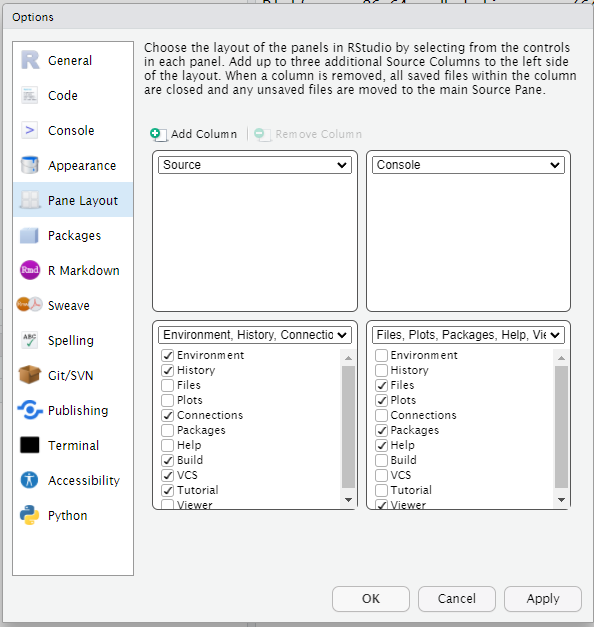 Options
General
Code
Console
Appearance
Pane Layout
Packages
Rmd R Markdown
Sweave
ABC Spelling
Git/SVN
Publishing
Terminal
Accessibility
Python
Choose the layout of the panels in RStudio by selecting from the controls
in each panel. Add up to three additional Source Columns to the left side
of the layout. When a column is removed, all saved files within the column
are closed and any unsaved files are moved to the main Source Pane.
Add Column
Remove Column
Source
Console
Environment, History, Connectio
Environment
History
Files
Plots
Connections
Packages
Help
Build
VCS
Tutorial
Viewer
Files, Plots, Packages, Help, Vie
Environment
History
Files
Plots
Connections
Packages
Help
Build
VCS
Tutorial
Viewer
OK
Cancel
Apply